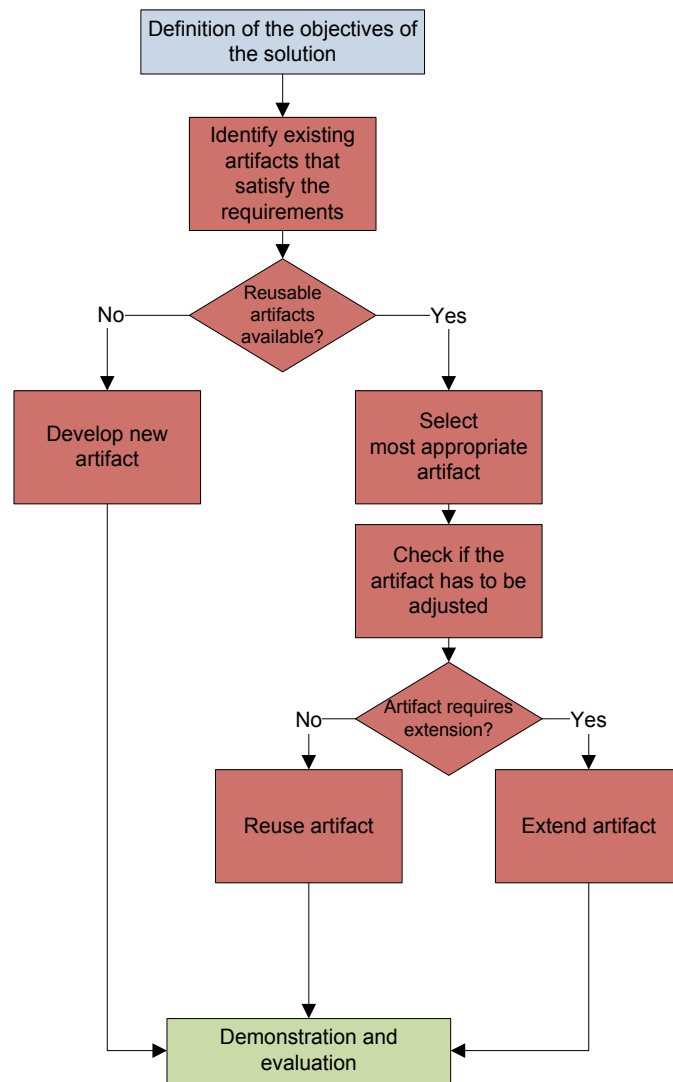 Definition of the objectives of
the solution
Identify existing
artifacts that
satisfy the
requirements
Reusable
artifacts
available?
No
Yes
Develop new
artifact
Select
most appropriate
artifact
Check if the
artifact has to be
adjusted
Artifact requires
extension?
No
Yes
Reuse artifact
Extend artifact
Demonstration and
evaluation